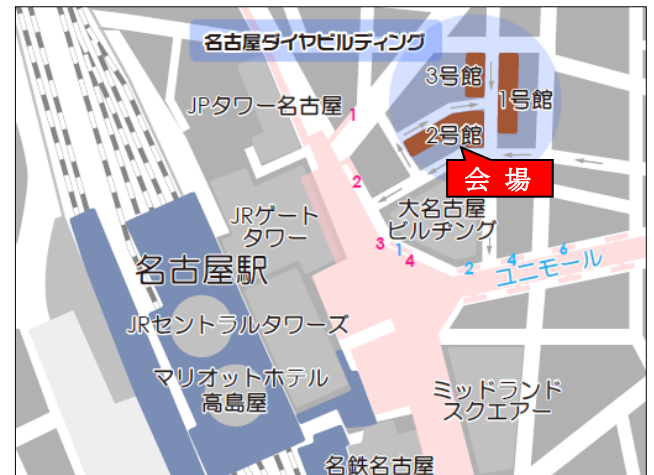 名古屋ダイヤビルディング
3号館
1号館
JPタワー名古屋
1
2号館
会場
2
JRゲート
タワー
大名古屋
ビルヂング
3
1
4
6
4
2
ユニモール
名古屋駅
JRセントラルタワーズ
マリオットホテル
高島屋
ミッドランド
スクエアー
名鉄名古屋